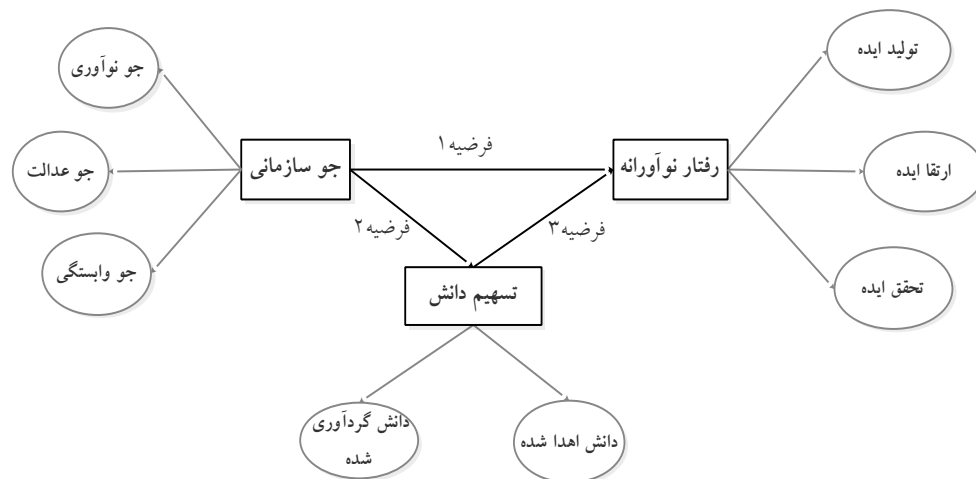 تولید ایده
جو نوآوری
فرضیه۱
رفتار نوآورانه
جو سازمانی
ارتقا ایده
جو عدالت
فرضیه۳
فرضیه۲
جو وابستگی
تحقق ایده
تسهیم دانش
دانش اهدا شده
دانش گردآوری
شده